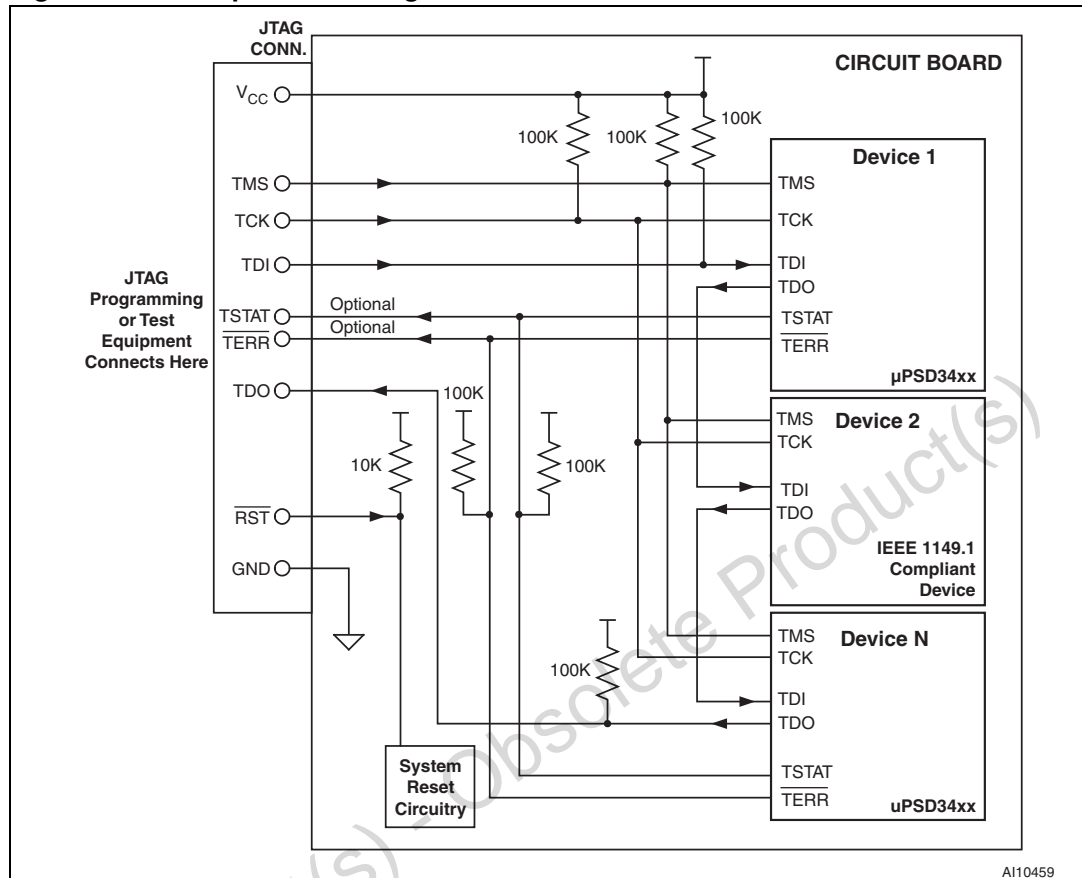 JTAG
CONN.
CIRCUIT BOARD
VCC
100K
100K
100K
Device 1
TMS
TMS
TCK
TCK
TDI
TDI
TDO
JTAG
Programming
or Test
Equipment
Connects Here
TSTAT
Optional
TSTAT
TERR
Optional
TERR
µPSD34xx
TDO
100K
10K
100K
TMS
Device 2
TCK
TDI
TDO
RST
IEEE 1149.1
Compliant
Device
GND
TMS
Device N
TCK
100K
TDI
TDO
System
Reset
Circuitry
TSTAT
TERR
uPSD34xx
(s) - Obsolete Product(s)
AI10459